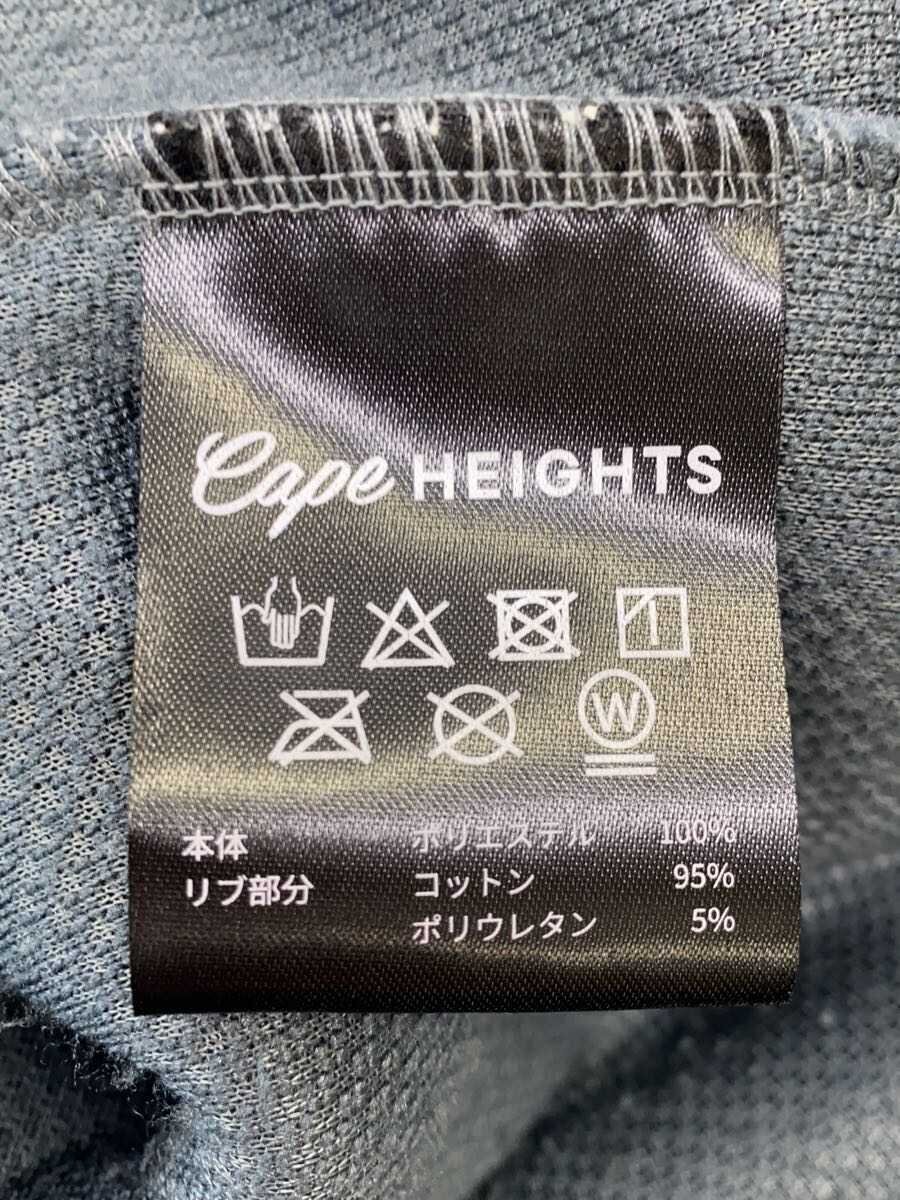 Cape HEIGHTS
W
本体 ポリエステル 100%
リブ部分 コットン 95%
ポリウレタン 5%